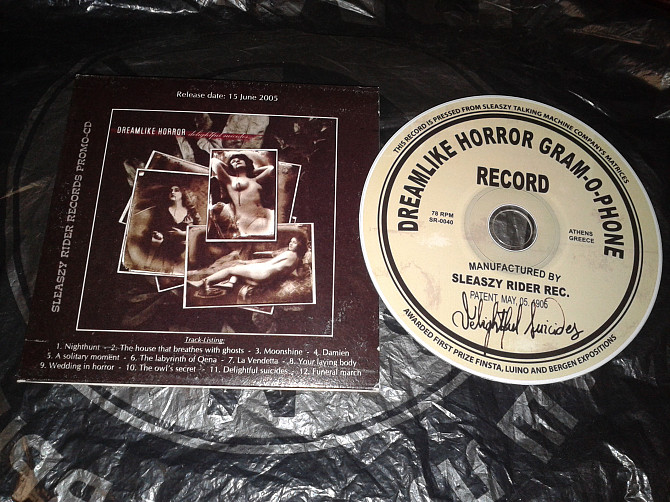 Release date: 15 June 2005
SLEASZY RIDER RECORDS PROMO-CD
DREAMLIKE HORROR delightful suicides
Track-Listing:
1. Nighthunt - 2. The house that breathes with ghosts - 3. Moonshine - 4. Damien
5. A solitary moment - 6. The labyrinth of Qena - 7. La Vendetta - 8. Your laying body
9. Wedding in horror - 10. The owl's secret - 11. Delightful suicides - 12. Funeral march
THIS RECORD IS PRESSED FROM SLEASZY TALKING MACHINE COMPANYS MATRICES
DREAMLIKE HORROR GRAM-O-PHONE
RECORD
78 RPM
SR-0040
ATHENS
GREECE
MANUFACTURED BY
SLEASZY RIDER REC.
PATENT MAY, 05, 1905
Delightful Suicides
AWARDED FIRST PRIZE FINSTA, LUINO AND BERGEN EXPOSITIONS